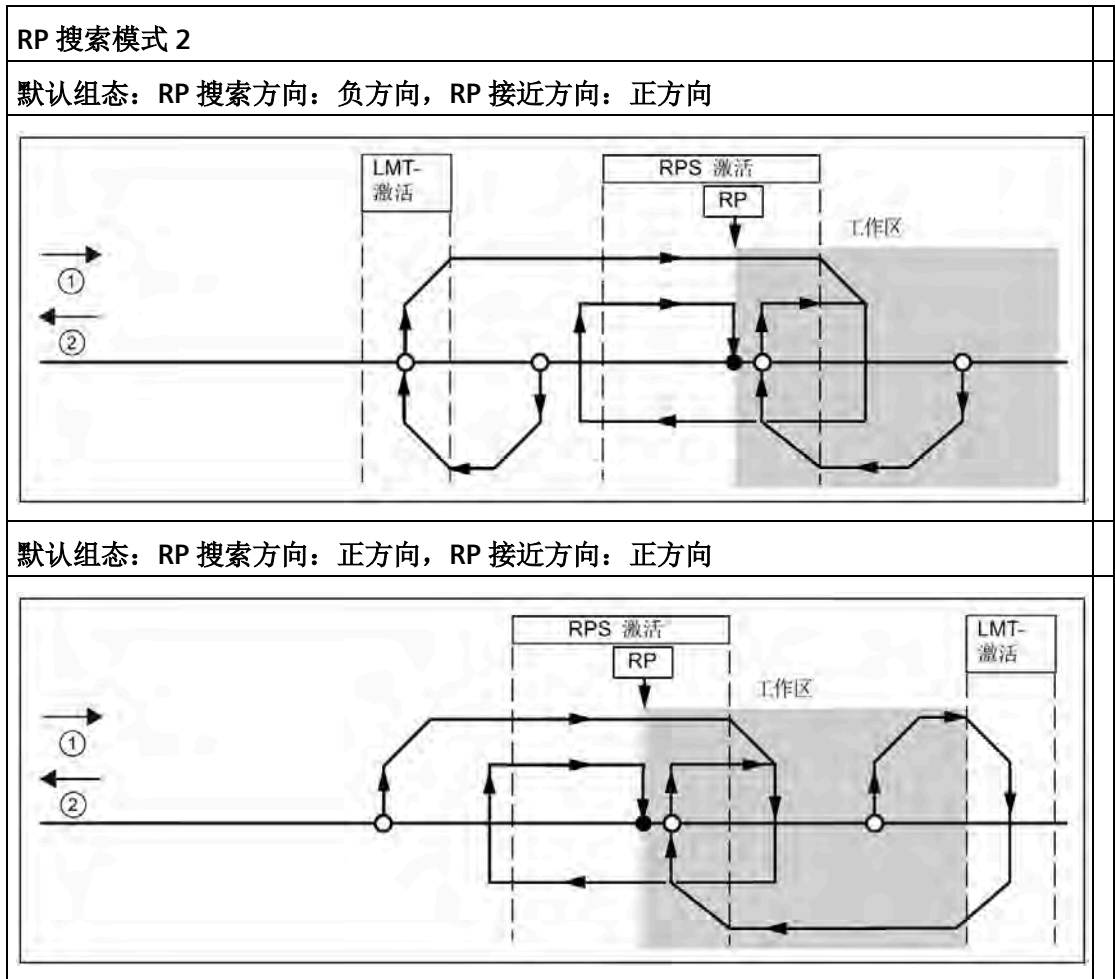 RP 搜索模式 2
默认组态：RP 搜索方向：负方向，RP 接近方向：正方向
LMT-
激活
RPS 激活
RP
工作区
①
②
默认组态：RP 搜索方向：正方向，RP 接近方向：正方向
RPS 激活
LMT-
激活
RP
工作区
①
②